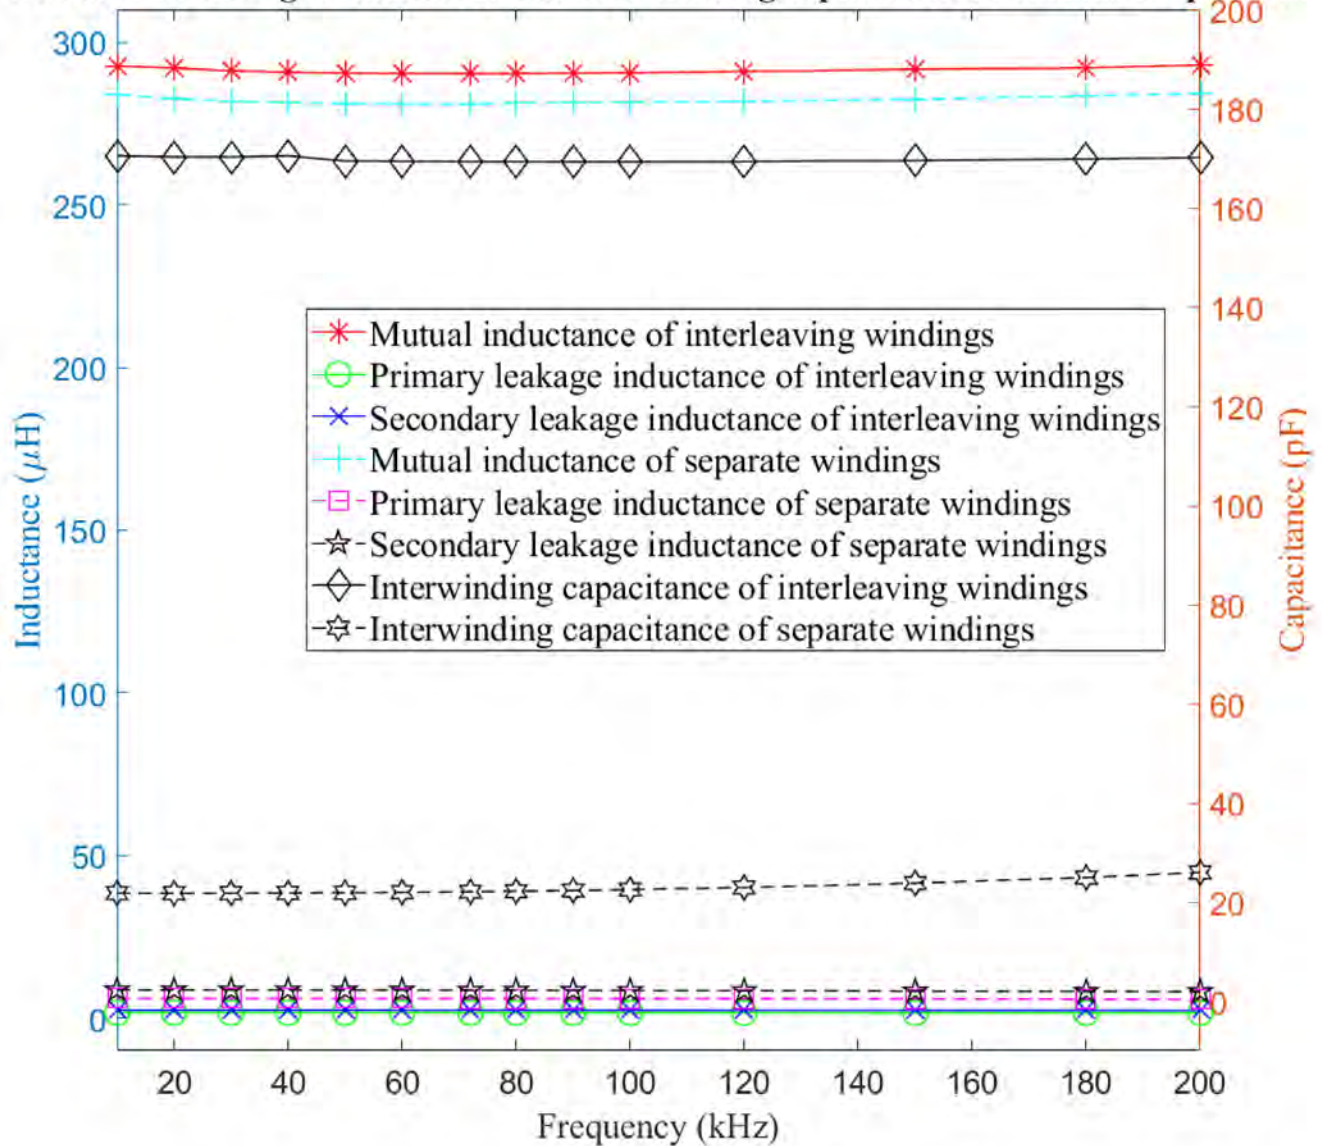 300
250
200
150
100
50
0
Inductance (μH)
200
180
160
140
120
100
80
60
40
20
0
Capacitance (pF)
Mutual inductance of interleaving windings
Primary leakage inductance of interleaving windings
Secondary leakage inductance of interleaving windings
Mutual inductance of separate windings
Primary leakage inductance of separate windings
Secondary leakage inductance of separate windings
Interwinding capacitance of interleaving windings
Interwinding capacitance of separate windings
20 40 60 80 100 120 140 160 180 200
Frequency (kHz)